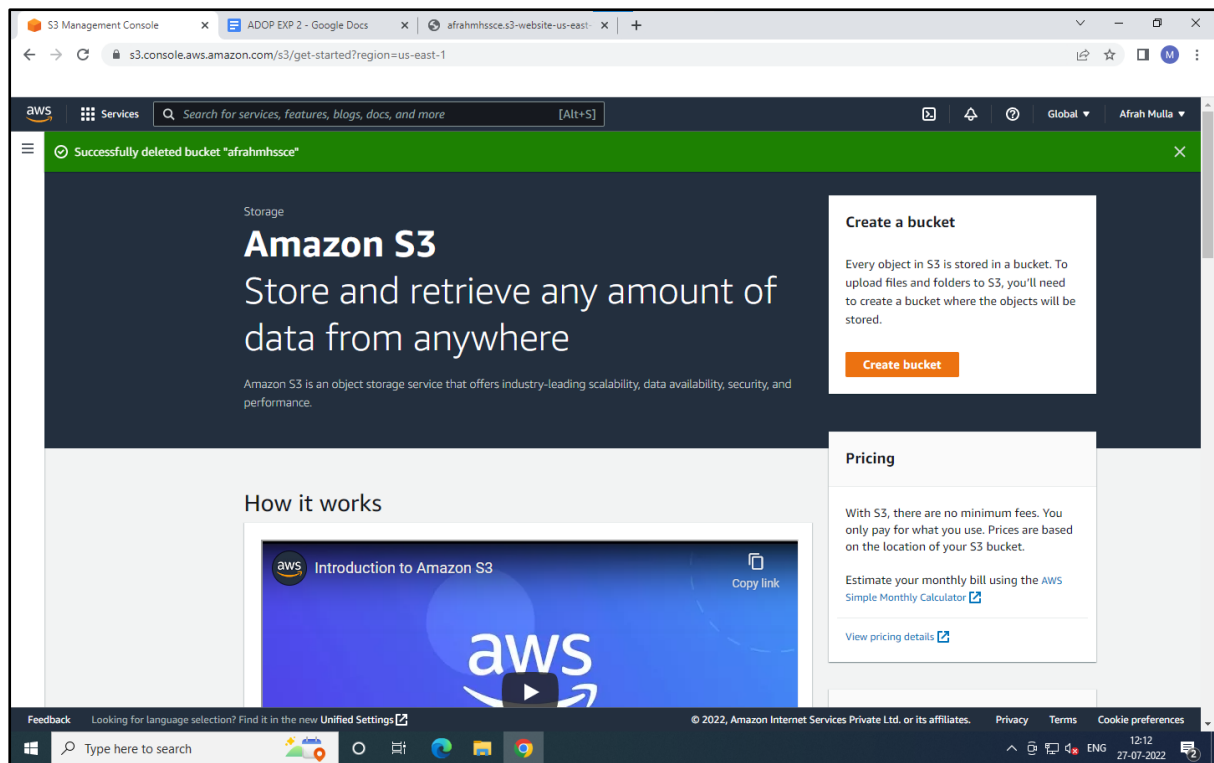 S3 Management Console
ADOP EXP 2 - Google Docs
afrahmhssce.s3-website-us-east-
s3.console.aws.amazon.com/s3/get-started?region=us-east-1
M
aws
Services
Search for services, features, blogs, docs, and more
[Alt+S]
Global
Afrah Mulla
Successfully deleted bucket "afrahmhssce"
Storage
Amazon S3
Store and retrieve any amount of
data from anywhere
Amazon S3 is an object storage service that offers industry-leading scalability, data availability, security, and
performance.
Create a bucket
Every object in S3 is stored in a bucket. To
upload files and folders to S3, you'll need
to create a bucket where the objects will be
stored.
Create bucket
Pricing
With S3, there are no minimum fees. You
only pay for what you use. Prices are based
on the location of your S3 bucket.
Estimate your monthly bill using the AWS
Simple Monthly Calculator
View pricing details
How it works
aws
Introduction to Amazon S3
Copy link
aws
Feedback
Looking for language selection? Find it in the new Unified Settings
© 2022, Amazon Internet Services Private Ltd. or its affiliates.
Privacy
Terms
Cookie preferences
Type here to search
ENG
12:12
27-07-2022
2